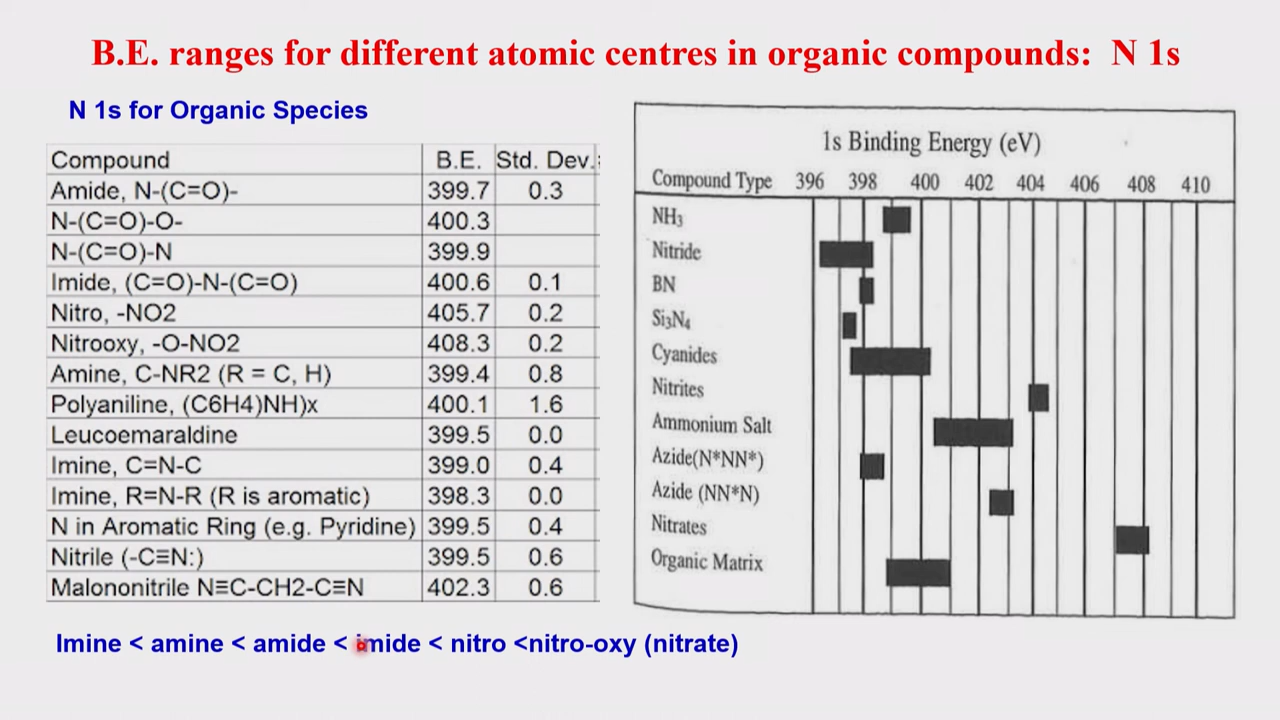 B.E. ranges for different atomic centres in organic compounds: N 1s
N 1s for Organic Species
Compound B.E. Std. Dev.
Amide, N-(C=O)- 399.7 0.3
N-(C=O)-O- 400.3
N-(C=O)-N 399.9
Imide, (C=O)-N-(C=O) 400.6 0.1
Nitro, -NO2 405.7 0.2
Nitrooxy, -O-NO2 408.3 0.2
Amine, C-NR2 (R = C, H) 399.4 0.8
Polyaniline, (C6H4)NH)x 400.1 1.6
Leucoemaraldine 399.5 0.0
Imine, C=N-C 399.0 0.4
Imine, R=N-R (R is aromatic) 398.3 0.0
N in Aromatic Ring (e.g. Pyridine) 399.5 0.4
Nitrile (-C≡N:) 399.5 0.6
Malononitrile N≡C-CH2-C≡N 402.3 0.6
1s Binding Energy (eV)
Compound Type 396 398 400 402 404 406 408 410
NH₃
Nitride
BN
Si₃N₄
Cyanides
Nitrites
Ammonium Salt
Azide(N*NN*)
Azide (NN*N)
Nitrates
Organic Matrix
Imine < amine < amide < imide < nitro <nitro-oxy (nitrate)